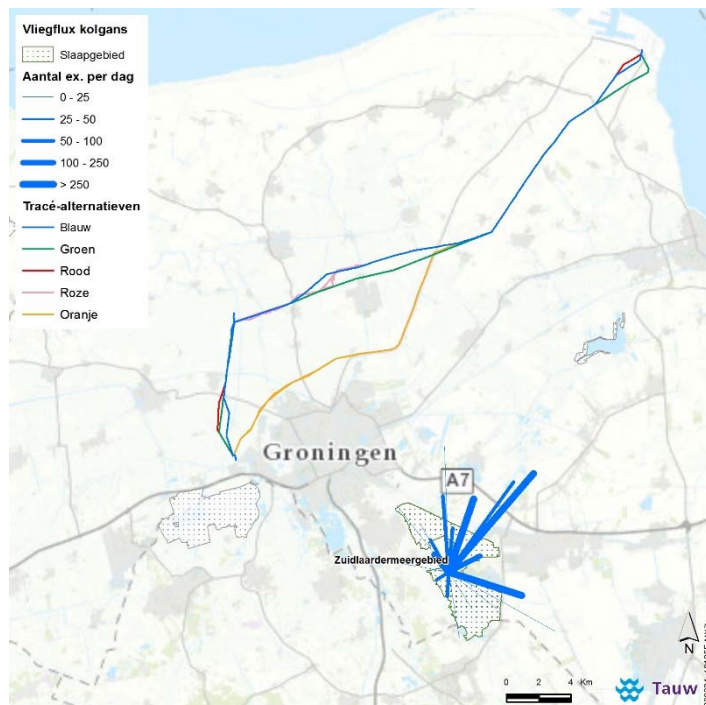 Vliegflux kolgans
Slaapgebied
Aantal ex. per dag
0 - 25
25 - 50
50 - 100
100 - 250
> 250
Tracé-alternatieven
Blauw
Groen
Rood
Roze
Oranje
Groningen
A7
Zuidlaardermeergebied
N
0 2 4 Km
Tauw